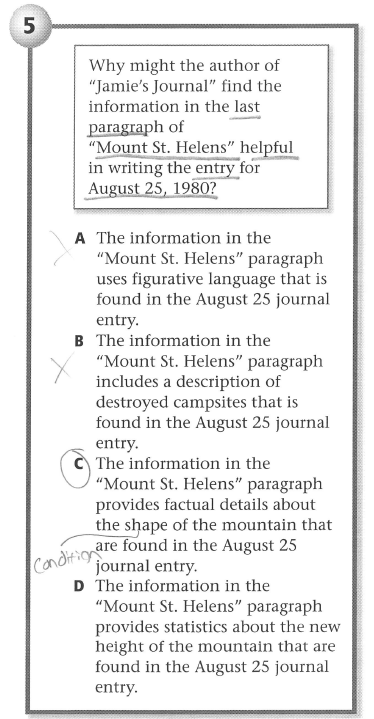 5
Why might the author of
“Jamie’s Journal” find the
information in the last
paragraph of
“Mount St. Helens” helpful
in writing the entry for
August 25, 1980?
A The information in the
“Mount St. Helens” paragraph
uses figurative language that is
found in the August 25 journal
entry.
B The information in the
“Mount St. Helens” paragraph
includes a description of
destroyed campsites that is
found in the August 25 journal
entry.
C The information in the
“Mount St. Helens” paragraph
provides factual details about
the shape of the mountain that
are found in the August 25
Condition
journal entry.
D The information in the
“Mount St. Helens” paragraph
provides statistics about the new
height of the mountain that are
found in the August 25 journal
entry.